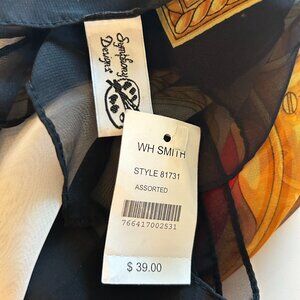 Symphony
Designs
WH SMITH
STYLE 81731
ASSORTED
766417002531
$ 39.00